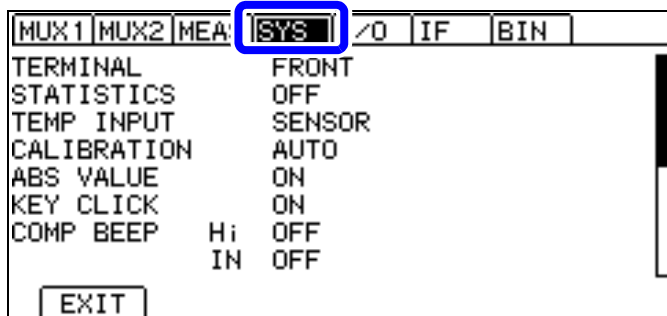 MUX1 MUX2 MEA SYS /O IF BIN
TERMINAL FRONT
STATISTICS OFF
TEMP INPUT SENSOR
CALIBRATION AUTO
ABS VALUE ON
KEY CLICK ON
COMP BEEP Hi OFF
IN OFF
EXIT